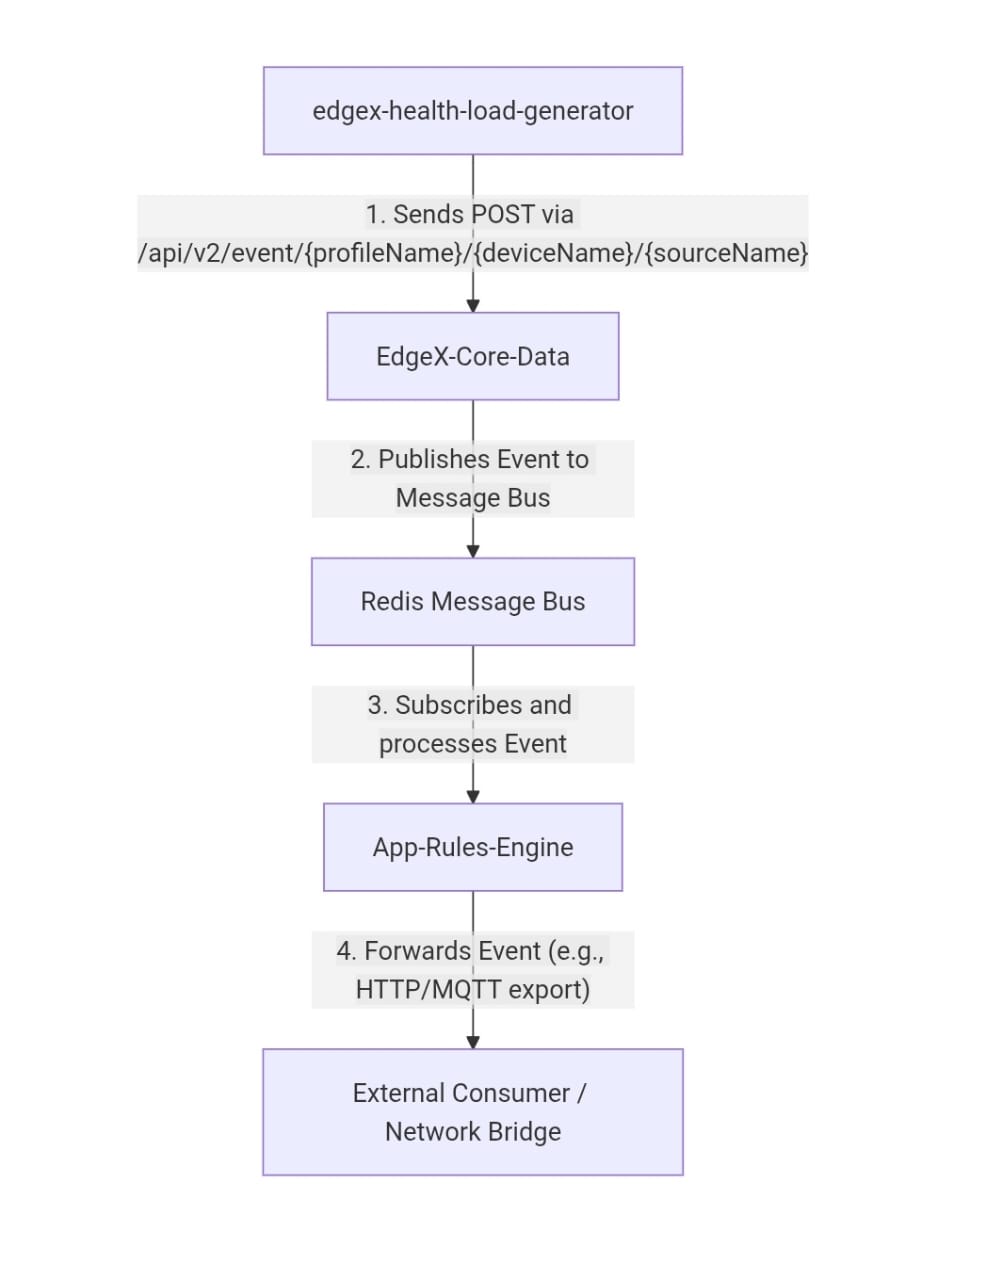 edgex-health-load-generator
1. Sends POST via
/api/v2/event/{profileName}/{deviceName}/{sourceName}
EdgeX-Core-Data
2. Publishes Event to
Message Bus
Redis Message Bus
3. Subscribes and
processes Event
App-Rules-Engine
4. Forwards Event (e.g.,
HTTP/MQTT export)
External Consumer /
Network Bridge